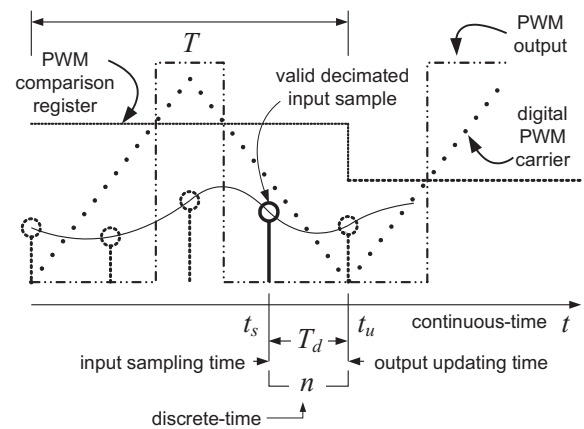 T
PWM
output
PWM
comparison
register
valid decimated
input sample
digital
PWM
carrier
t_s
T_d
t_u
continuous-time t
input sampling time
output updating time
n
discrete-time